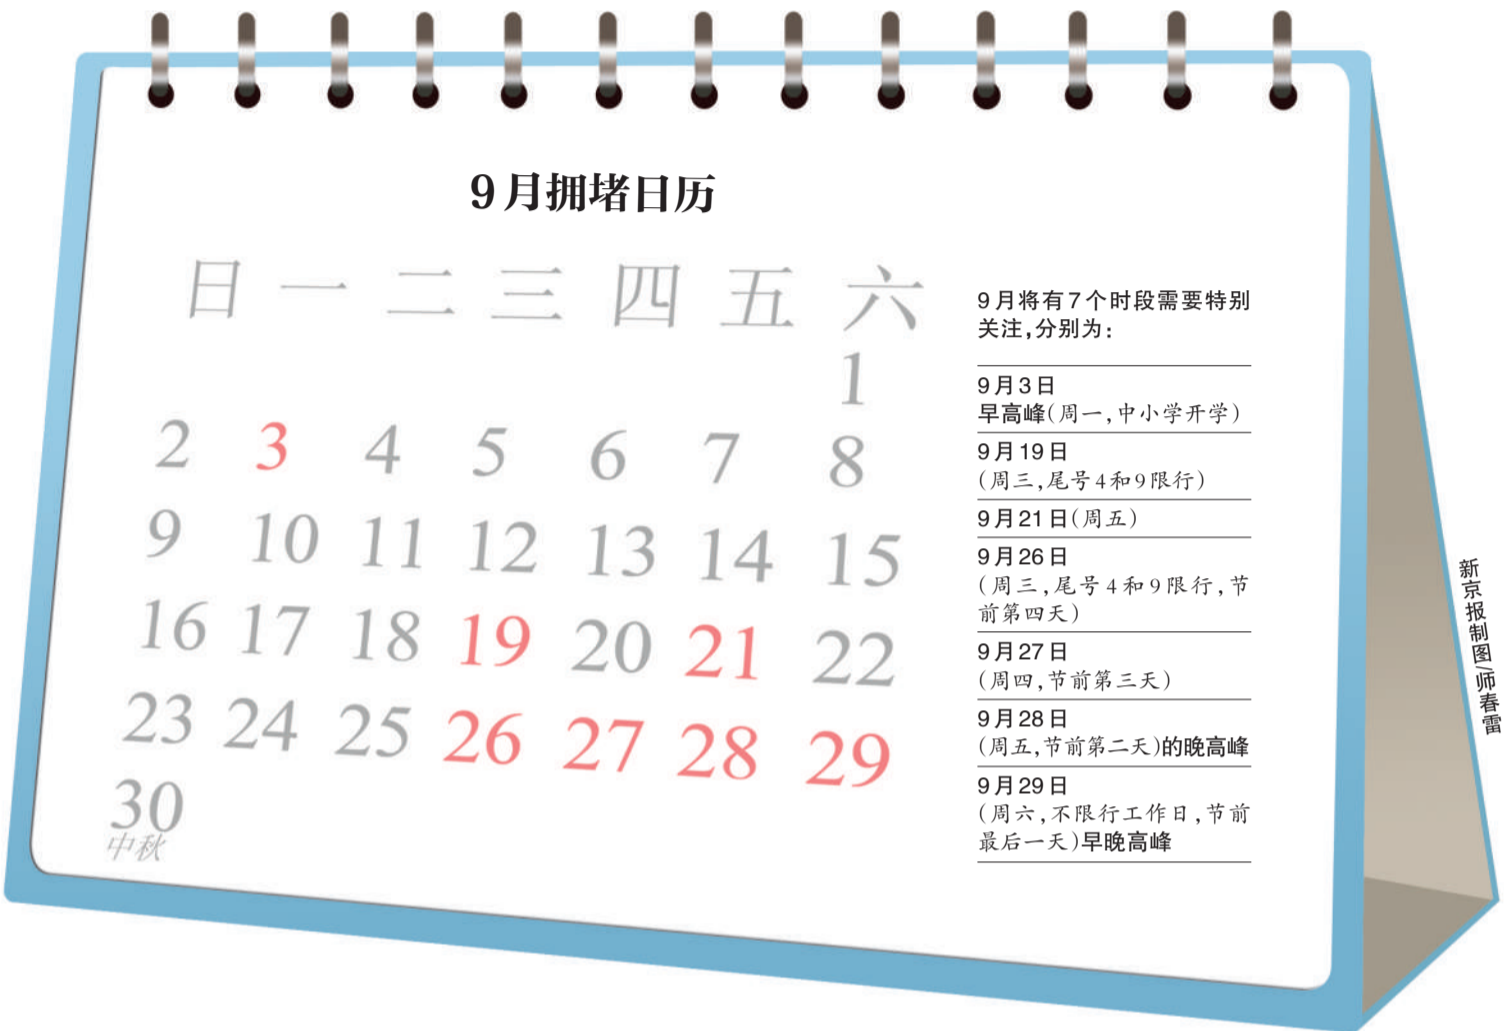 9月拥堵日历
日 一 二 三 四 五 六
1
2 3 4 5 6 7 8
9 10 11 12 13 14 15
16 17 18 19 20 21 22
23 24 25 26 27 28 29
30
中秋
9月将有7个时段需要特别
关注,分别为:
9月3日
早高峰(周一,中小学开学)
9月19日
(周三,尾号4和9限行)
9月21日(周五)
9月26日
(周三,尾号4和9限行,节
前第四天)
9月27日
(周四,节前第三天)
9月28日
(周五,节前第二天)的晚高峰
9月29日
(周六,不限行工作日,节前
最后一天)早晚高峰
新京报制图/师春雷